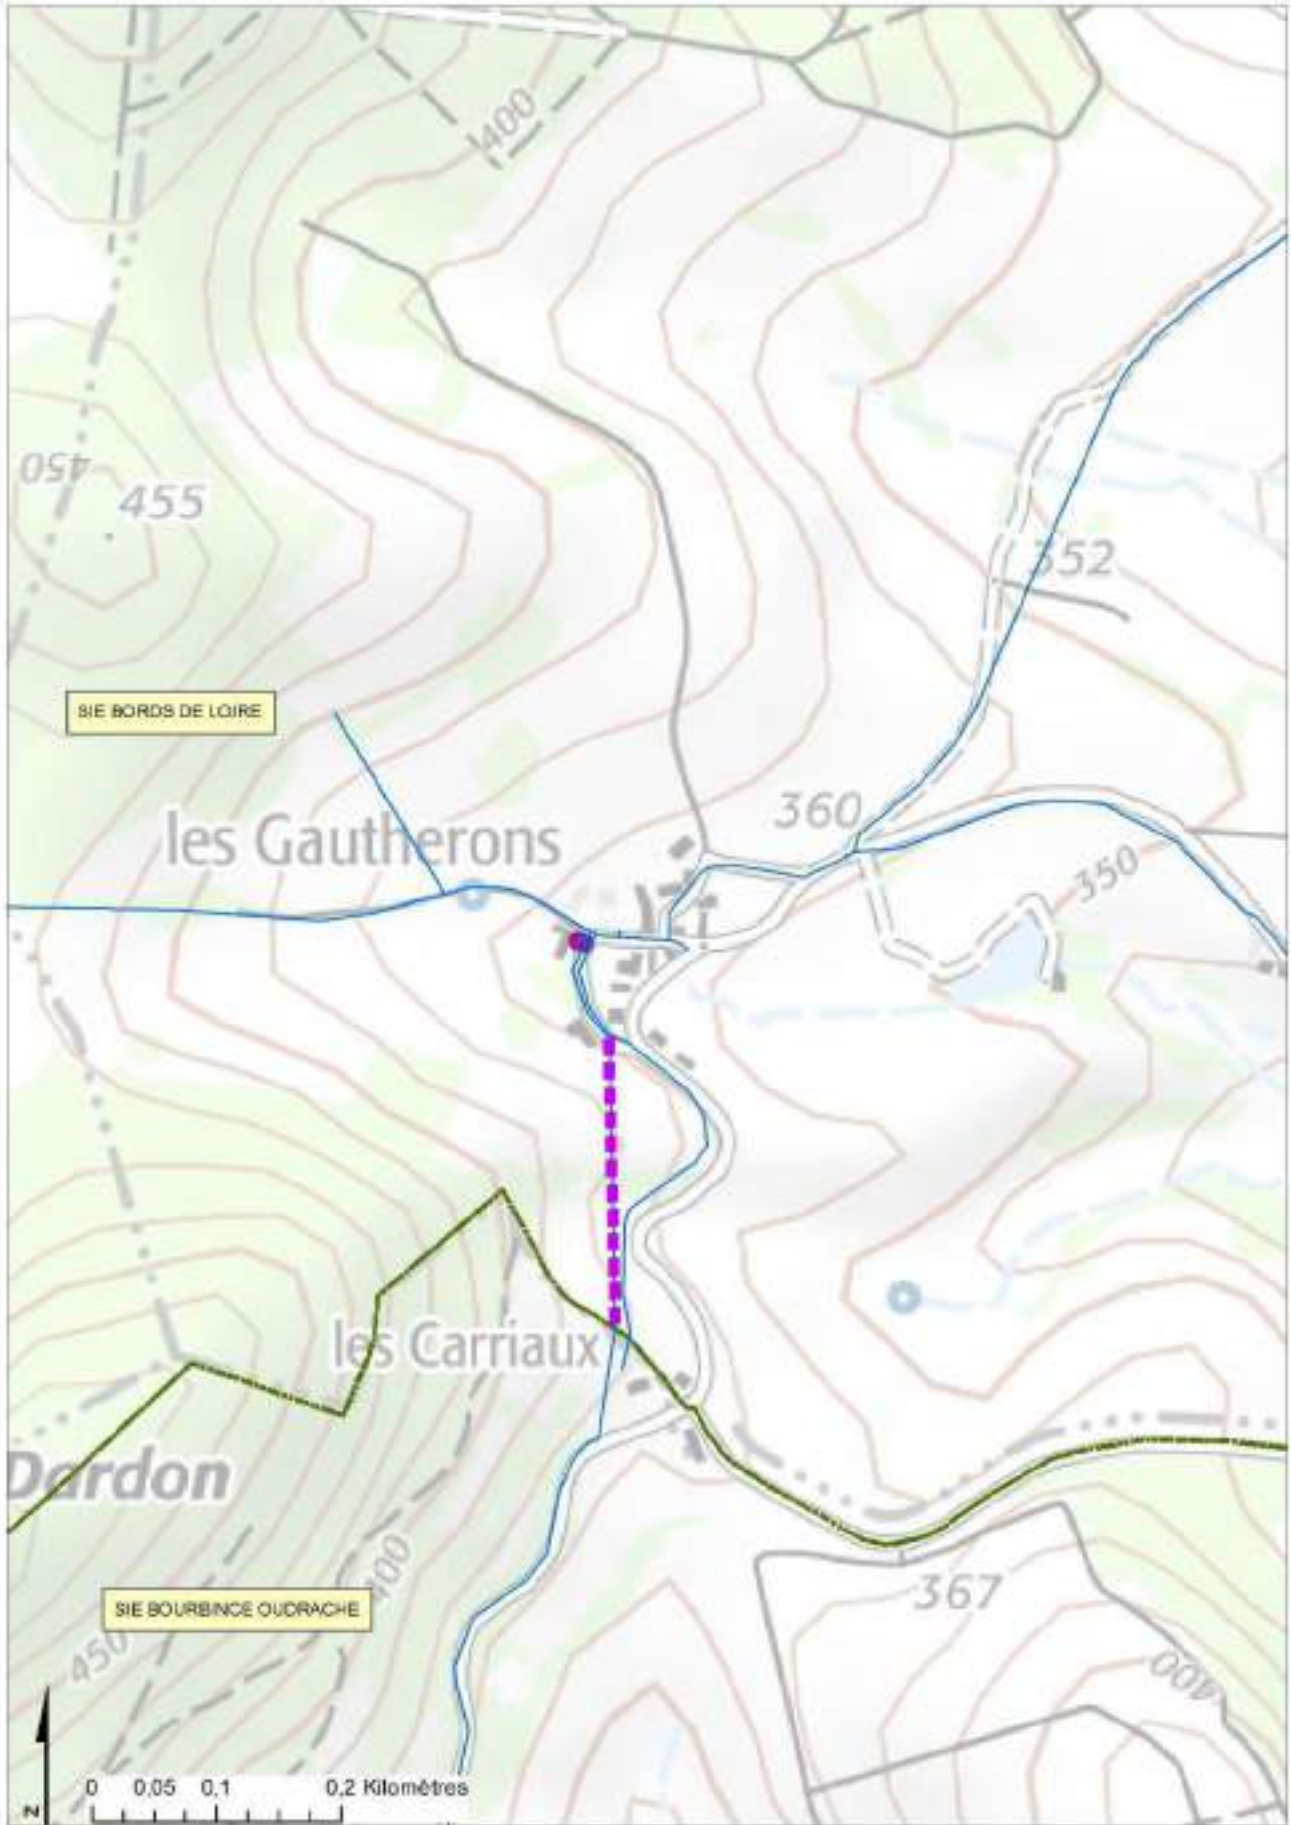 400
450
455
352
SIE BORDS DE LOIRE
360
les Gautherons
350
les Carriaux
Dardon
400
367
SIE BOURBINCE OUDRACHE
450
400
0 0.05 0.1 0.2 Kilomètres
N